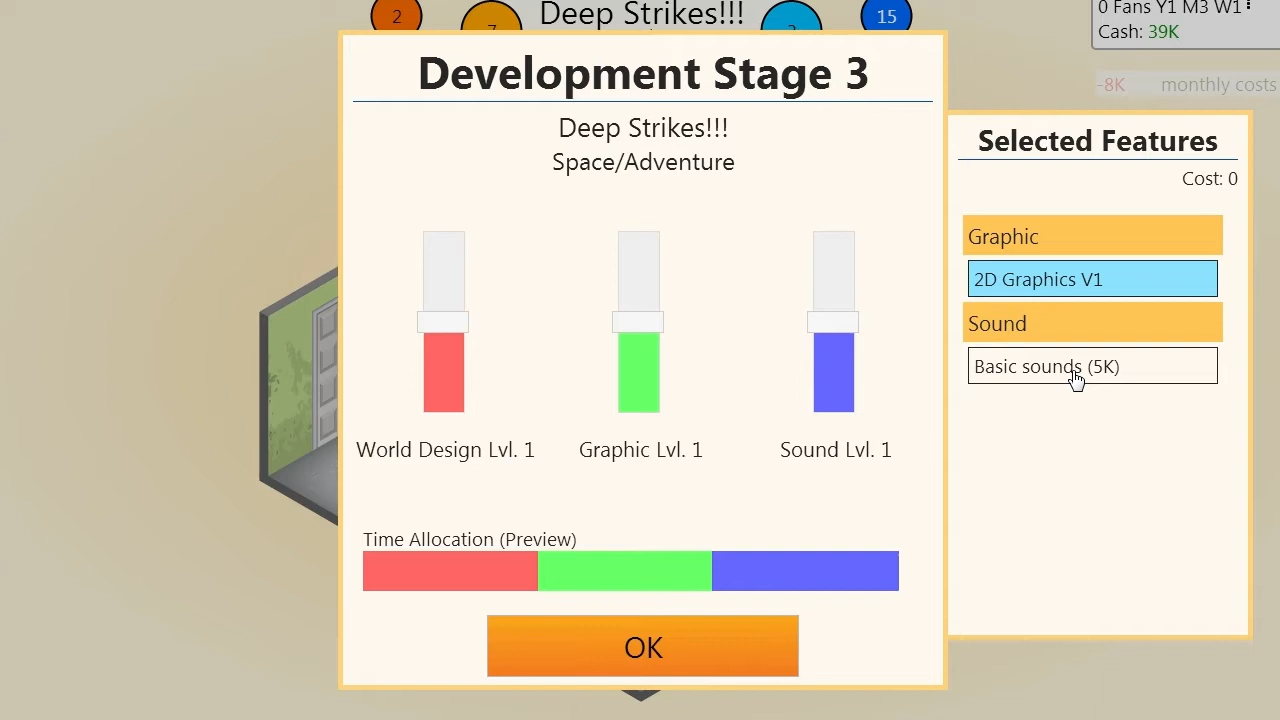 2
7
Deep Strikes!!!
15
0 Fans Y1 M3 W1
Cash: 39K
-8K monthly costs
Development Stage 3
Deep Strikes!!!
Space/Adventure
World Design Lvl. 1
Graphic Lvl. 1
Sound Lvl. 1
Time Allocation (Preview)
OK
Selected Features
Cost: 0
Graphic
2D Graphics V1
Sound
Basic sounds (5K)